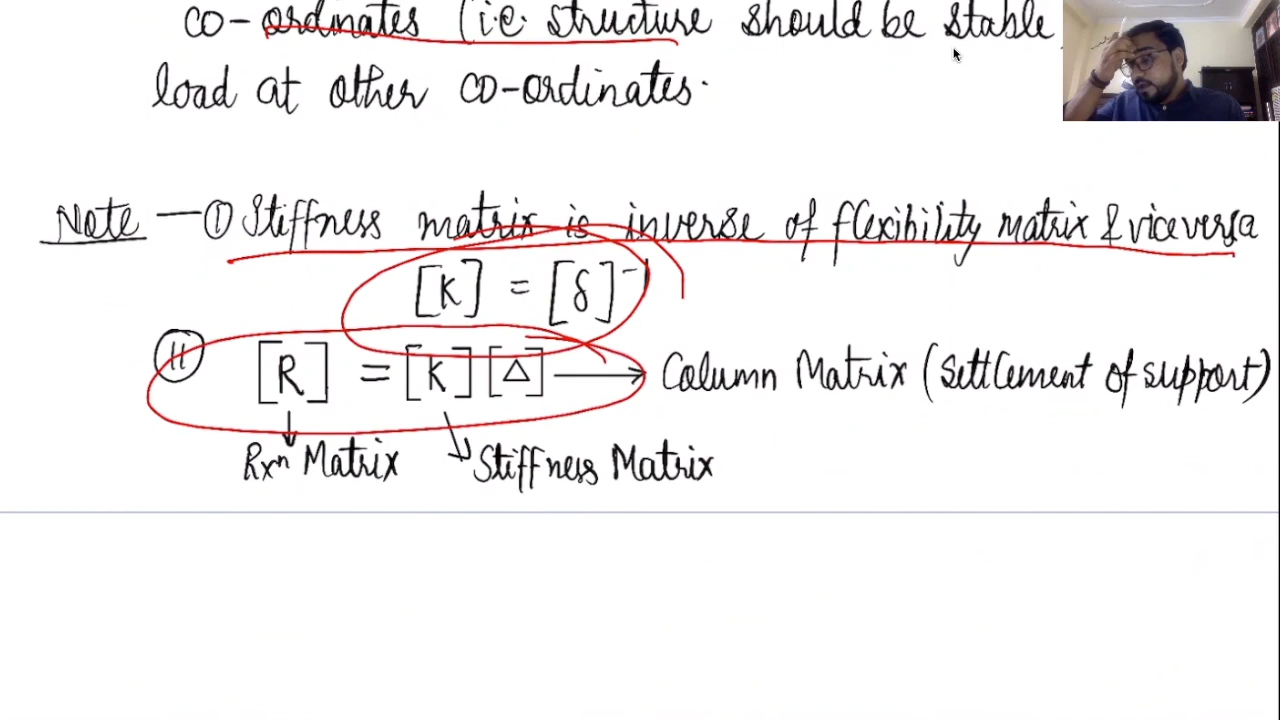 co-ordinates (i.e. structure should be stable
load at other co-ordinates.
Note — ① Stiffness matrix is inverse of flexibility matrix & viceversa
[K] = [δ]⁻¹
Ⅱ [R] = [K][Δ] → Column Matrix (Settlement of support)
Rxⁿ Matrix Stiffness Matrix